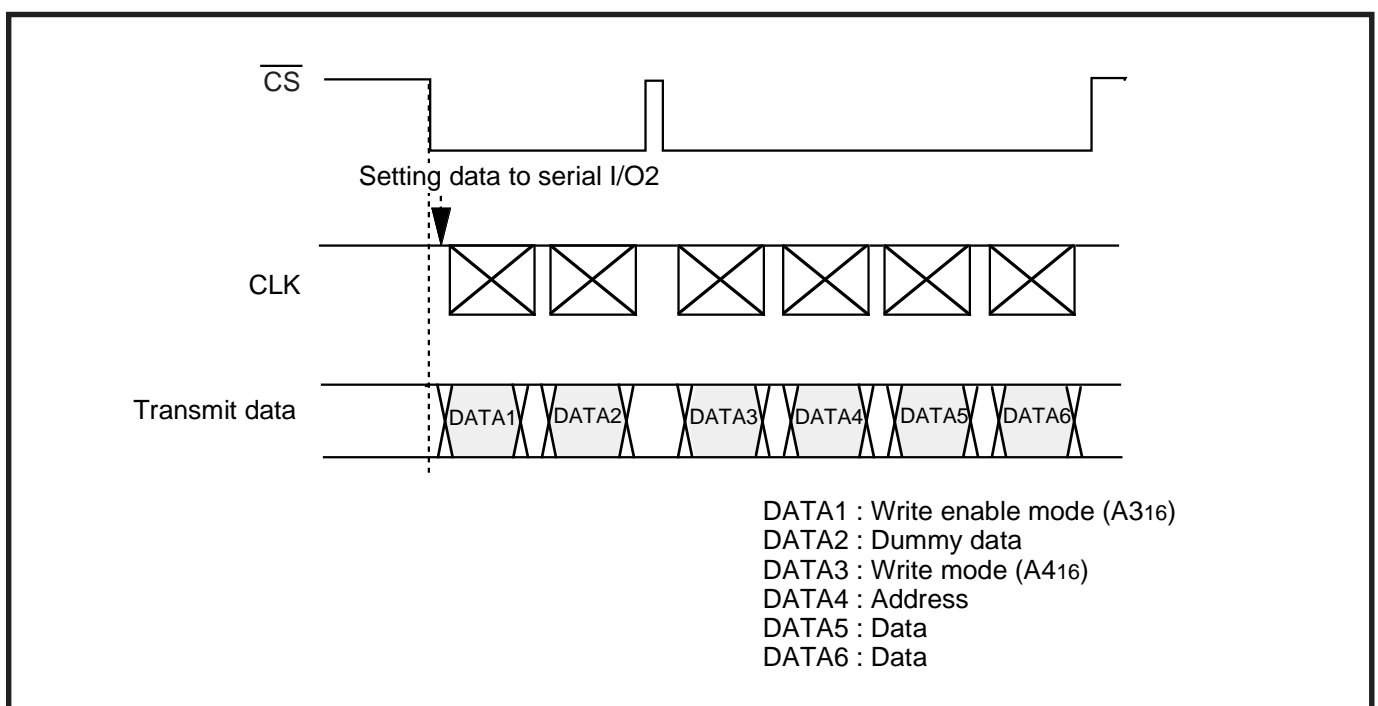 CS
Setting data to serial I/O2
CLK
Transmit data
DATA1
DATA2
DATA3
DATA4
DATA5
DATA6
DATA1 : Write enable mode (A316)
DATA2 : Dummy data
DATA3 : Write mode (A416)
DATA4 : Address
DATA5 : Data
DATA6 : Data